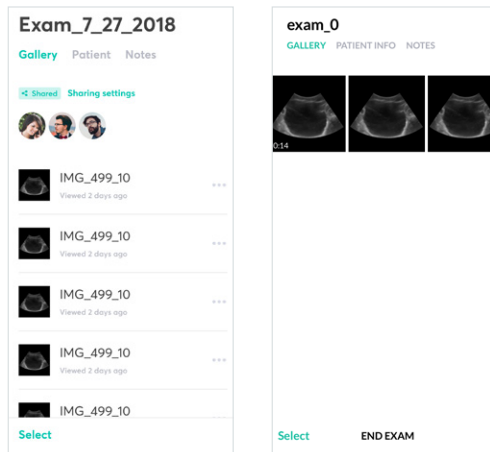 Exam_7_27_2018
Gallery Patient Notes
Shared Sharing settings
IMG_499_10
Viewed 2 days ago
IMG_499_10
Viewed 2 days ago
IMG_499_10
Viewed 2 days ago
IMG_499_10
Viewed 2 days ago
IMG_499_10
Select
exam_0
GALLERY PATIENT INFO NOTES
0:14
Select END EXAM